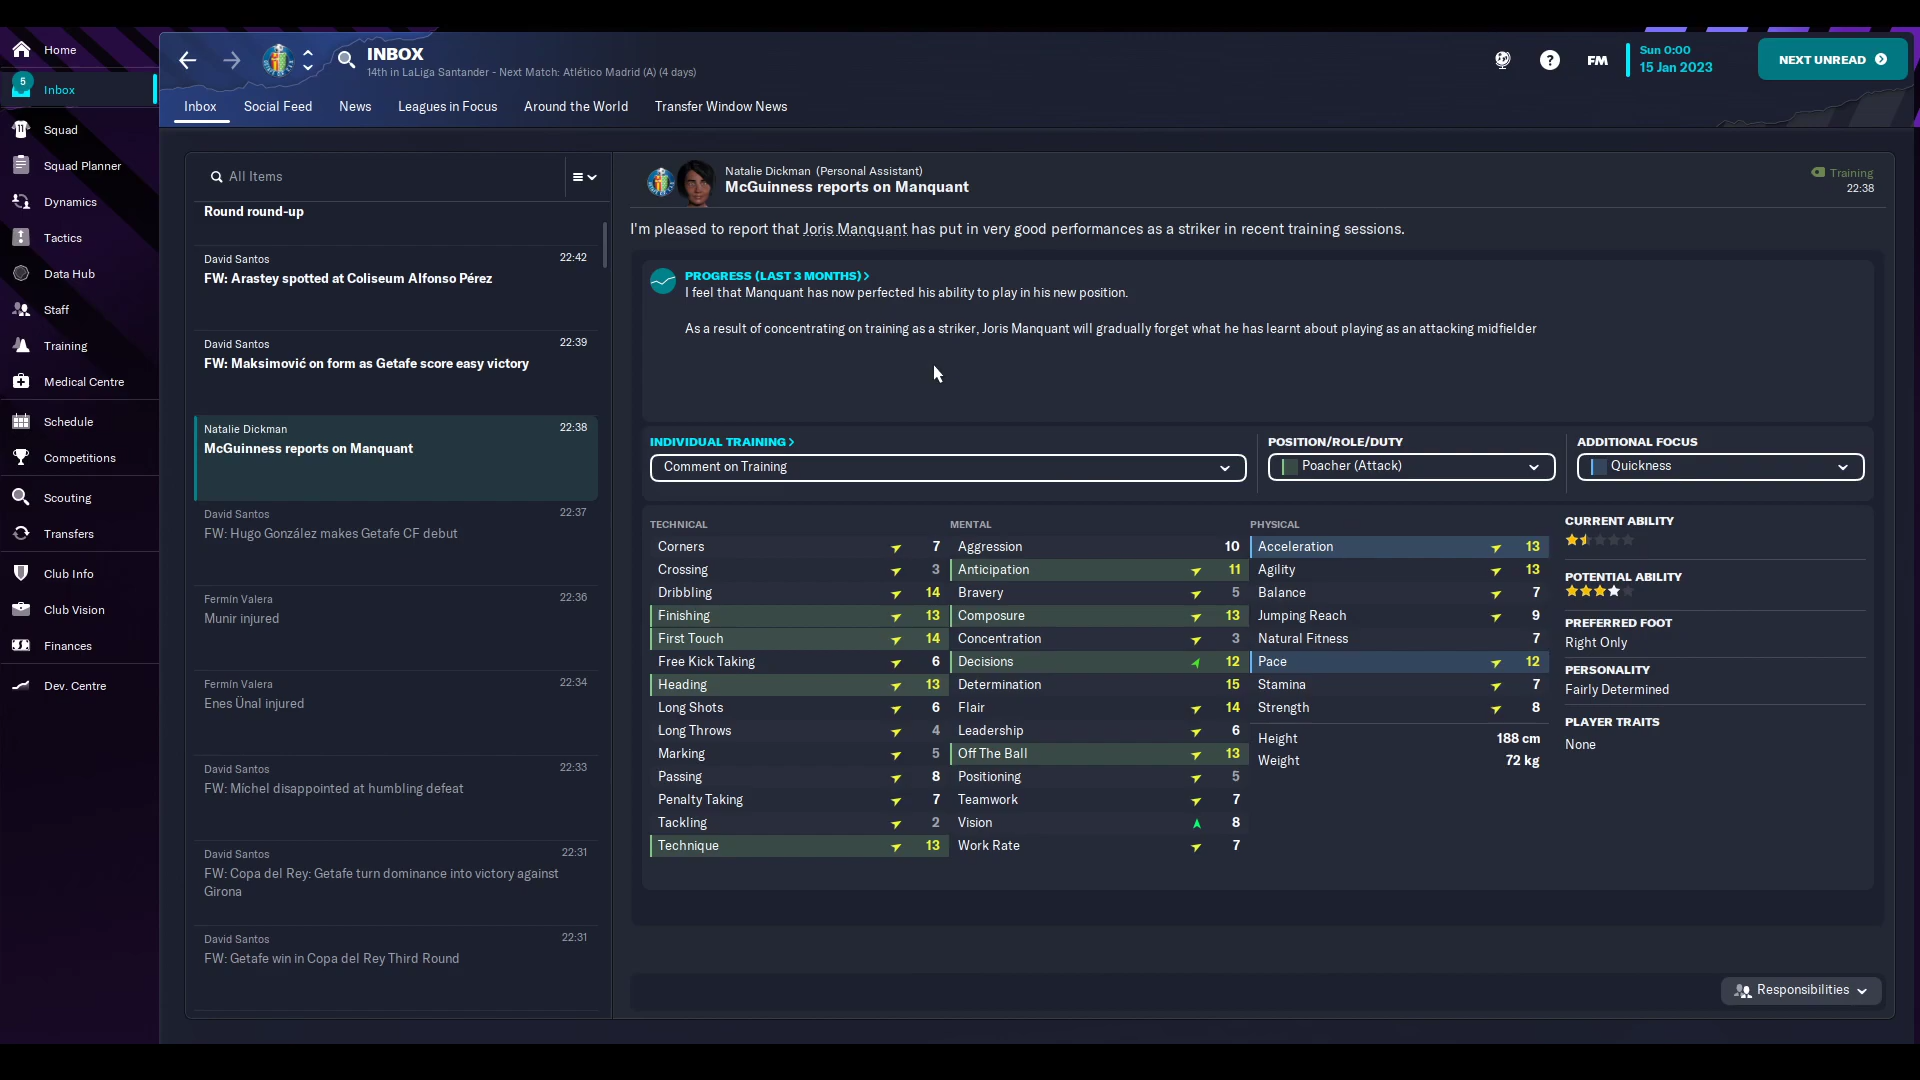 Home
5
Inbox
Squad
Squad Planner
Dynamics
Tactics
Data Hub
Staff
Training
Medical Centre
Schedule
Competitions
Scouting
Transfers
Club Info
Club Vision
Finances
Dev. Centre
INBOX
14th in LaLiga Santander - Next Match: Atlético Madrid (A) (4 days)
?
FM
Sun 0:00
15 Jan 2023
NEXT UNREAD
Inbox
Social Feed
News
Leagues in Focus
Around the World
Transfer Window News
All Items
Round round-up
David Santos 22:42
FW: Arastey spotted at Coliseum Alfonso Pérez
David Santos 22:39
FW: Maksimović on form as Getafe score easy victory
Natalie Dickman 22:38
McGuinness reports on Manquant
David Santos 22:37
FW: Hugo González makes Getafe CF debut
Fermín Valera 22:36
Munir injured
Fermín Valera 22:34
Enes Ünal injured
David Santos 22:33
FW: Míchel disappointed at humbling defeat
David Santos 22:31
FW: Copa del Rey: Getafe turn dominance into victory against
Girona
David Santos 22:31
FW: Getafe win in Copa del Rey Third Round
Natalie Dickman (Personal Assistant)
McGuinness reports on Manquant
Training
22:38
I'm pleased to report that Joris Manquant has put in very good performances as a striker in recent training sessions.
PROGRESS (LAST 3 MONTHS) >
I feel that Manquant has now perfected his ability to play in his new position.
As a result of concentrating on training as a striker, Joris Manquant will gradually forget what he has learnt about playing as an attacking midfielder
INDIVIDUAL TRAINING >
Comment on Training
POSITION/ROLE/DUTY
Poacher (Attack)
ADDITIONAL FOCUS
Quickness
TECHNICAL
Corners 7
Crossing 3
Dribbling 14
Finishing 13
First Touch 14
Free Kick Taking 6
Heading 13
Long Shots 6
Long Throws 4
Marking 5
Passing 8
Penalty Taking 7
Tackling 2
Technique 13
MENTAL
Aggression 10
Anticipation 11
Bravery 5
Composure 13
Concentration 3
Decisions 12
Determination 15
Flair 14
Leadership 6
Off The Ball 13
Positioning 5
Teamwork 7
Vision 8
Work Rate 7
PHYSICAL
Acceleration 13
Agility 13
Balance 7
Jumping Reach 9
Natural Fitness 7
Pace 12
Stamina 7
Strength 8
Height 188 cm
Weight 72 kg
CURRENT ABILITY
POTENTIAL ABILITY
PREFERRED FOOT
Right Only
PERSONALITY
Fairly Determined
PLAYER TRAITS
None
Responsibilities